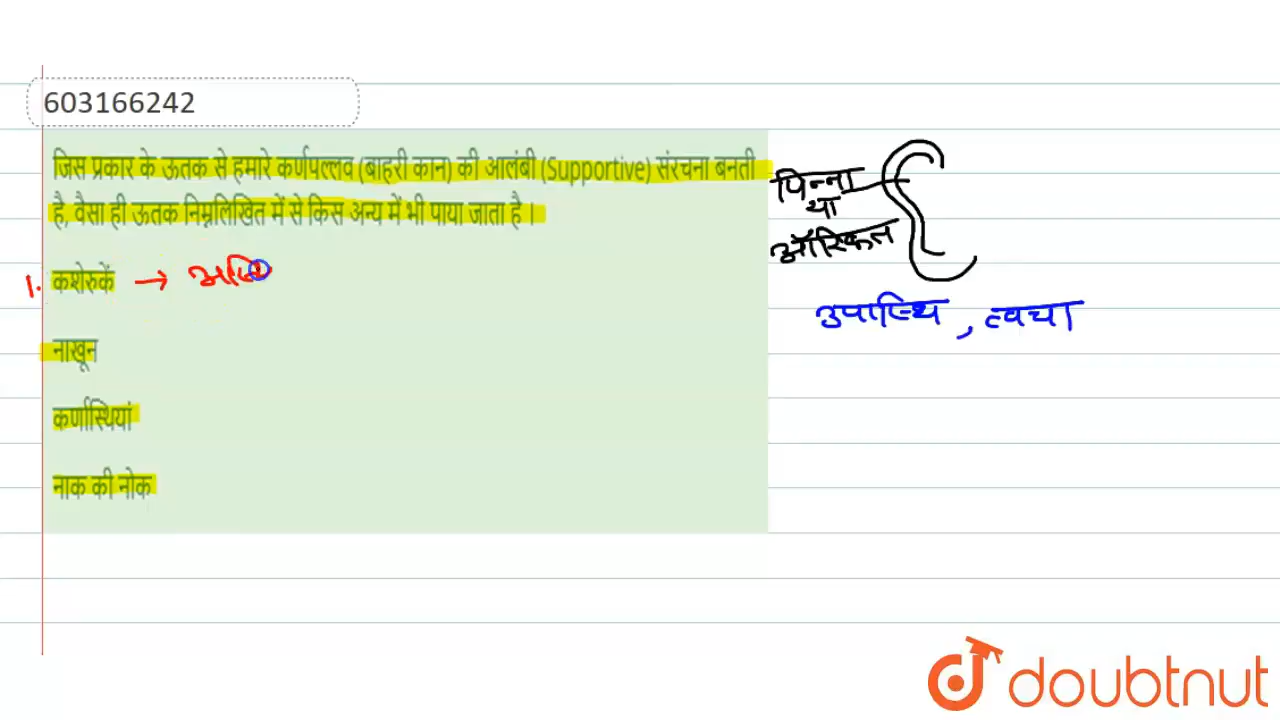 603166242
जिस प्रकार के ऊतक से हमारे कर्णपल्लव (बाहरी कान) की आलंबी (Supportive) संरचना बनती
है, वैसा ही ऊतक निम्नलिखित में से किस अन्य में भी पाया जाता है।
1. कशेरुकें → अस्थि
नाखून
कर्णास्थियां
नाक की नोक
पिन्ना
या
ऑरिकल
उपास्थि, त्वचा
doubtnut